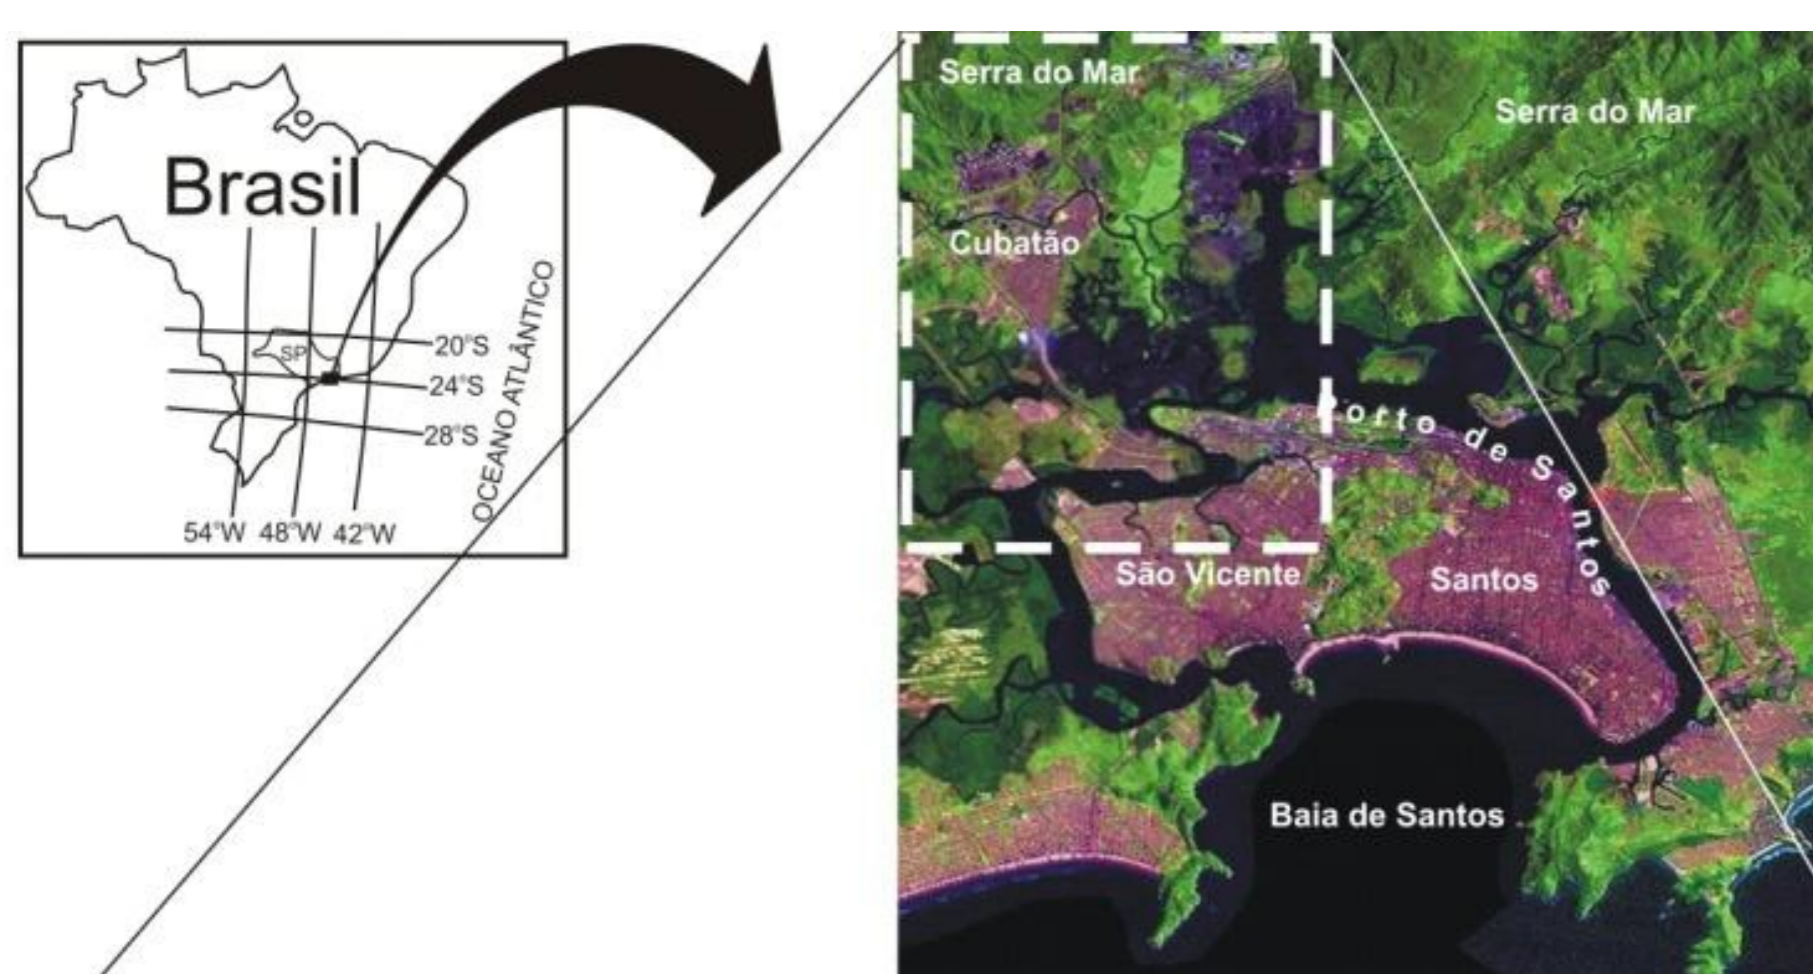 Brasil
SP
20°S
24°S
28°S
54°W 48°W 42°W
OCEANO ATLÂNTICO
Serra do Mar
Serra do Mar
Cubatão
Porto de Santos
São Vicente
Santos
Baia de Santos